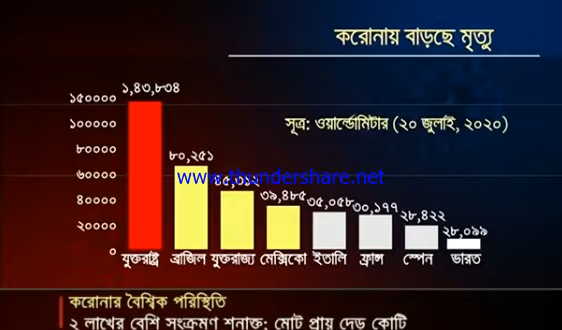 করোনায় বাড়ছে মৃত্যু
১,৪৩,৮৩৪
১৫০০০০
১০০০০০
সূত্র: ওয়ার্ল্ডোমিটার (২০ জুলাই, ২০২০)
৮০০০০
৮০,২৫১
৬০০০০
www.thundershare.net
৪৫,৩১২
৪০০০০
৩৯,৪৮৫
৩৫,০৫৮
৩০,১৭৭
২৮,৪২২
২৮,০৯৯
২০০০০
০
যুক্তরাষ্ট্র ব্রাজিল যুক্তরাজ্য মেক্সিকো ইতালি ফ্রান্স স্পেন ভারত
করোনার বৈশ্বিক পরিস্থিতি
২ লাখের বেশি সংক্রমণ শনাক্ত; মোট প্রায় দেড় কোটি